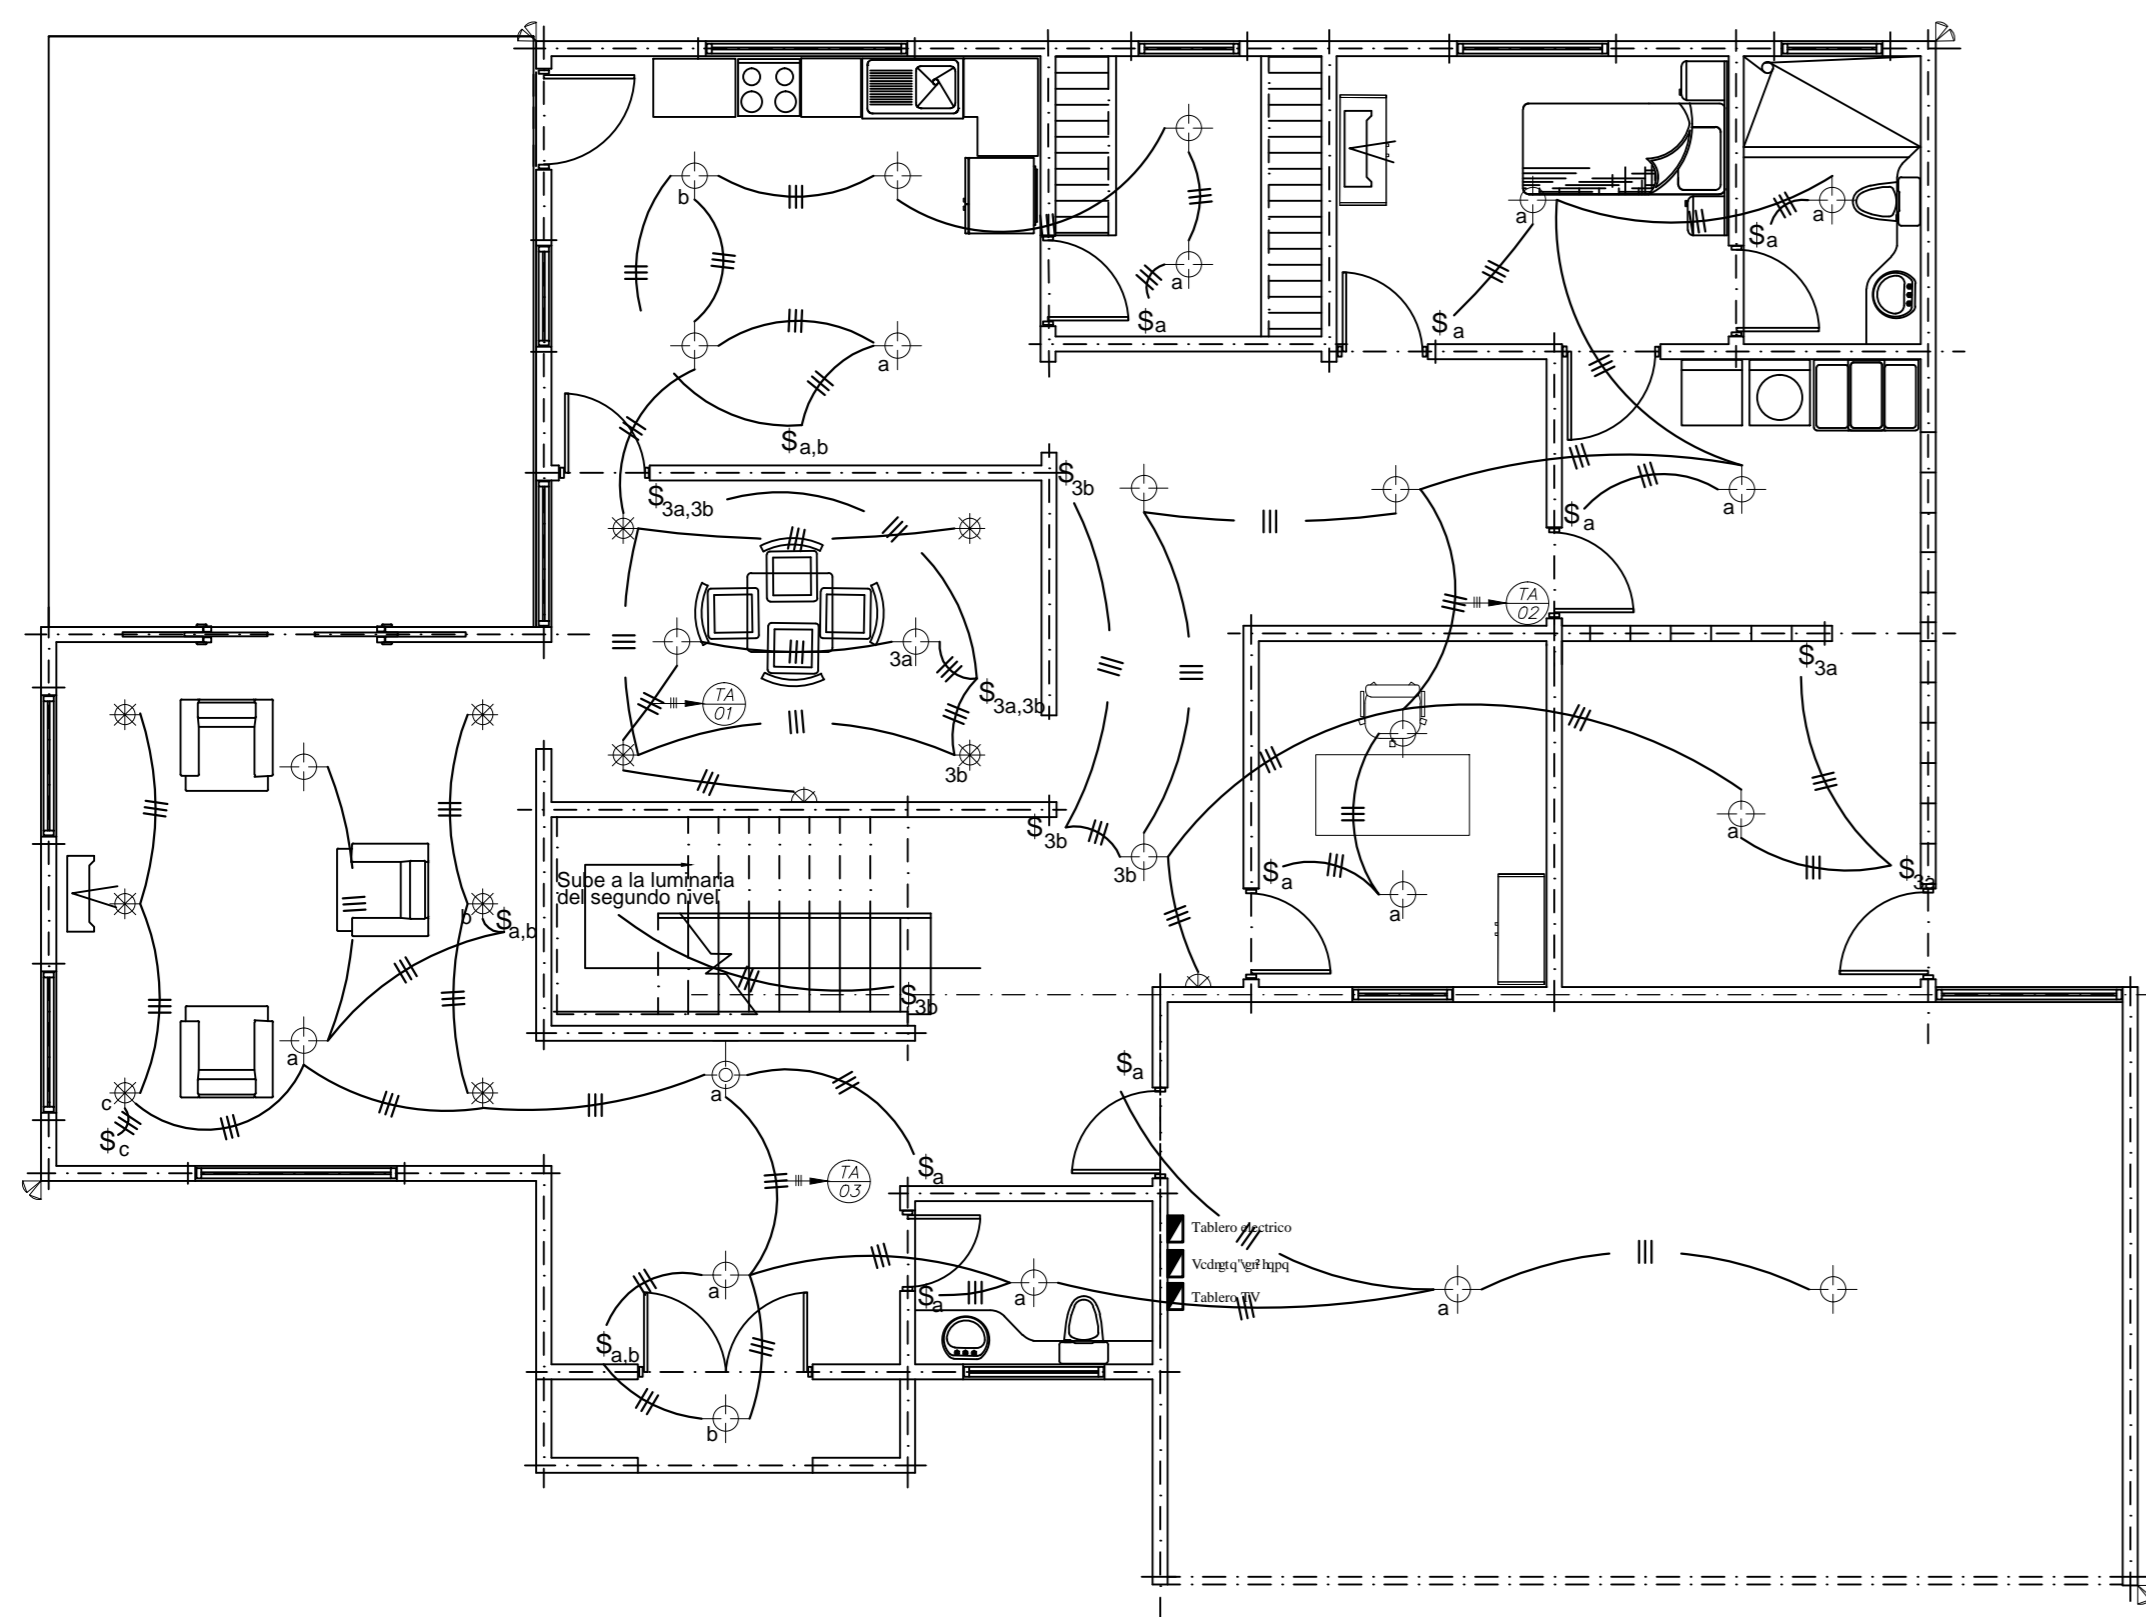 b
a
a
$a
$a
a
$a
a
$a,b
$3a,3b
$3b
$a
a
TA
02
3a
TA
01
$3a,3b
$3a
3b
$3b
3b
a
$a
$3a
a
Sube a la luminaria
del segundo nivel
b
$a,b
$3b
a
$a
a
c
$c
$a
TA
03
Tablero electrico
Tablero TV
a
$a
a
a
$a,b
b